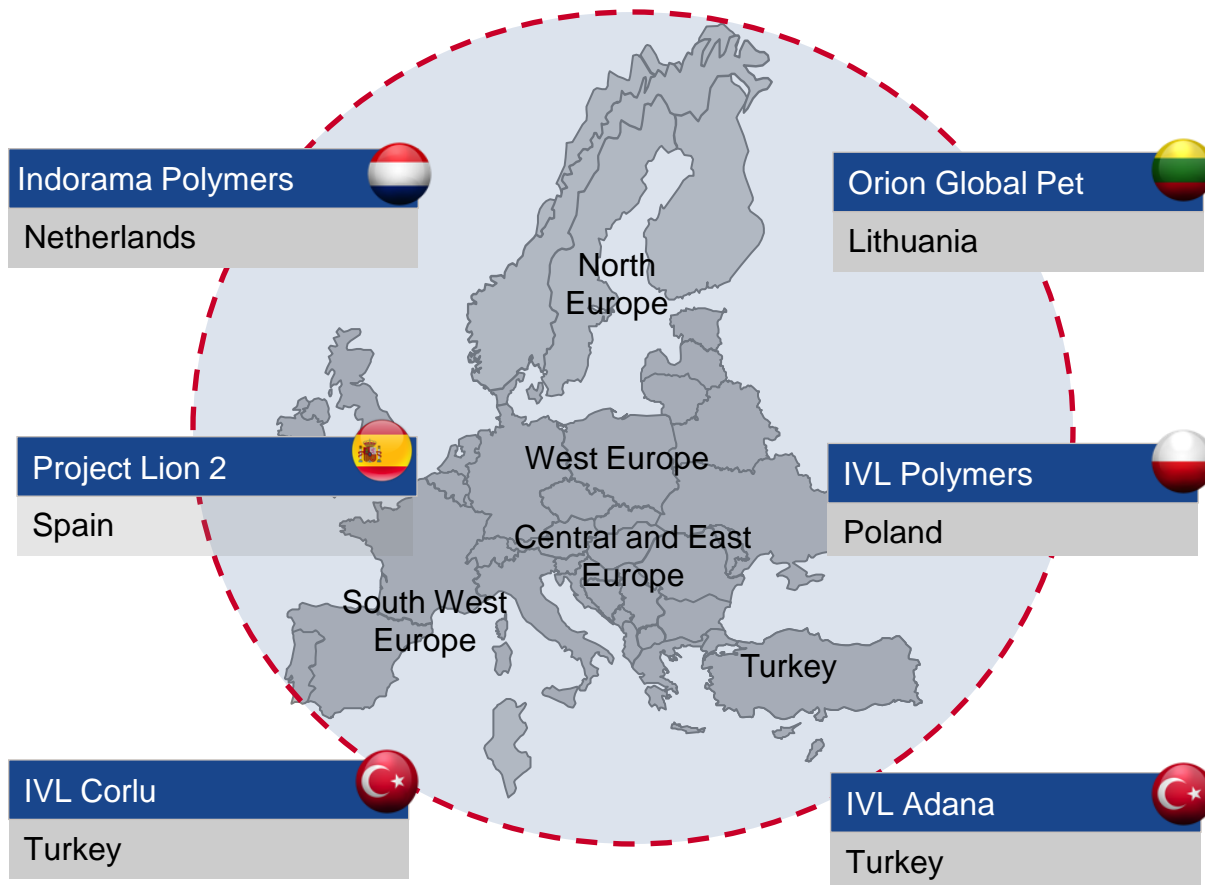 Indorama Polymers
Netherlands
Orion Global Pet
Lithuania
North
Europe
Project Lion 2
Spain
West Europe
IVL Polymers
Poland
Central and East
Europe
South West
Europe
Turkey
IVL Corlu
Turkey
IVL Adana
Turkey